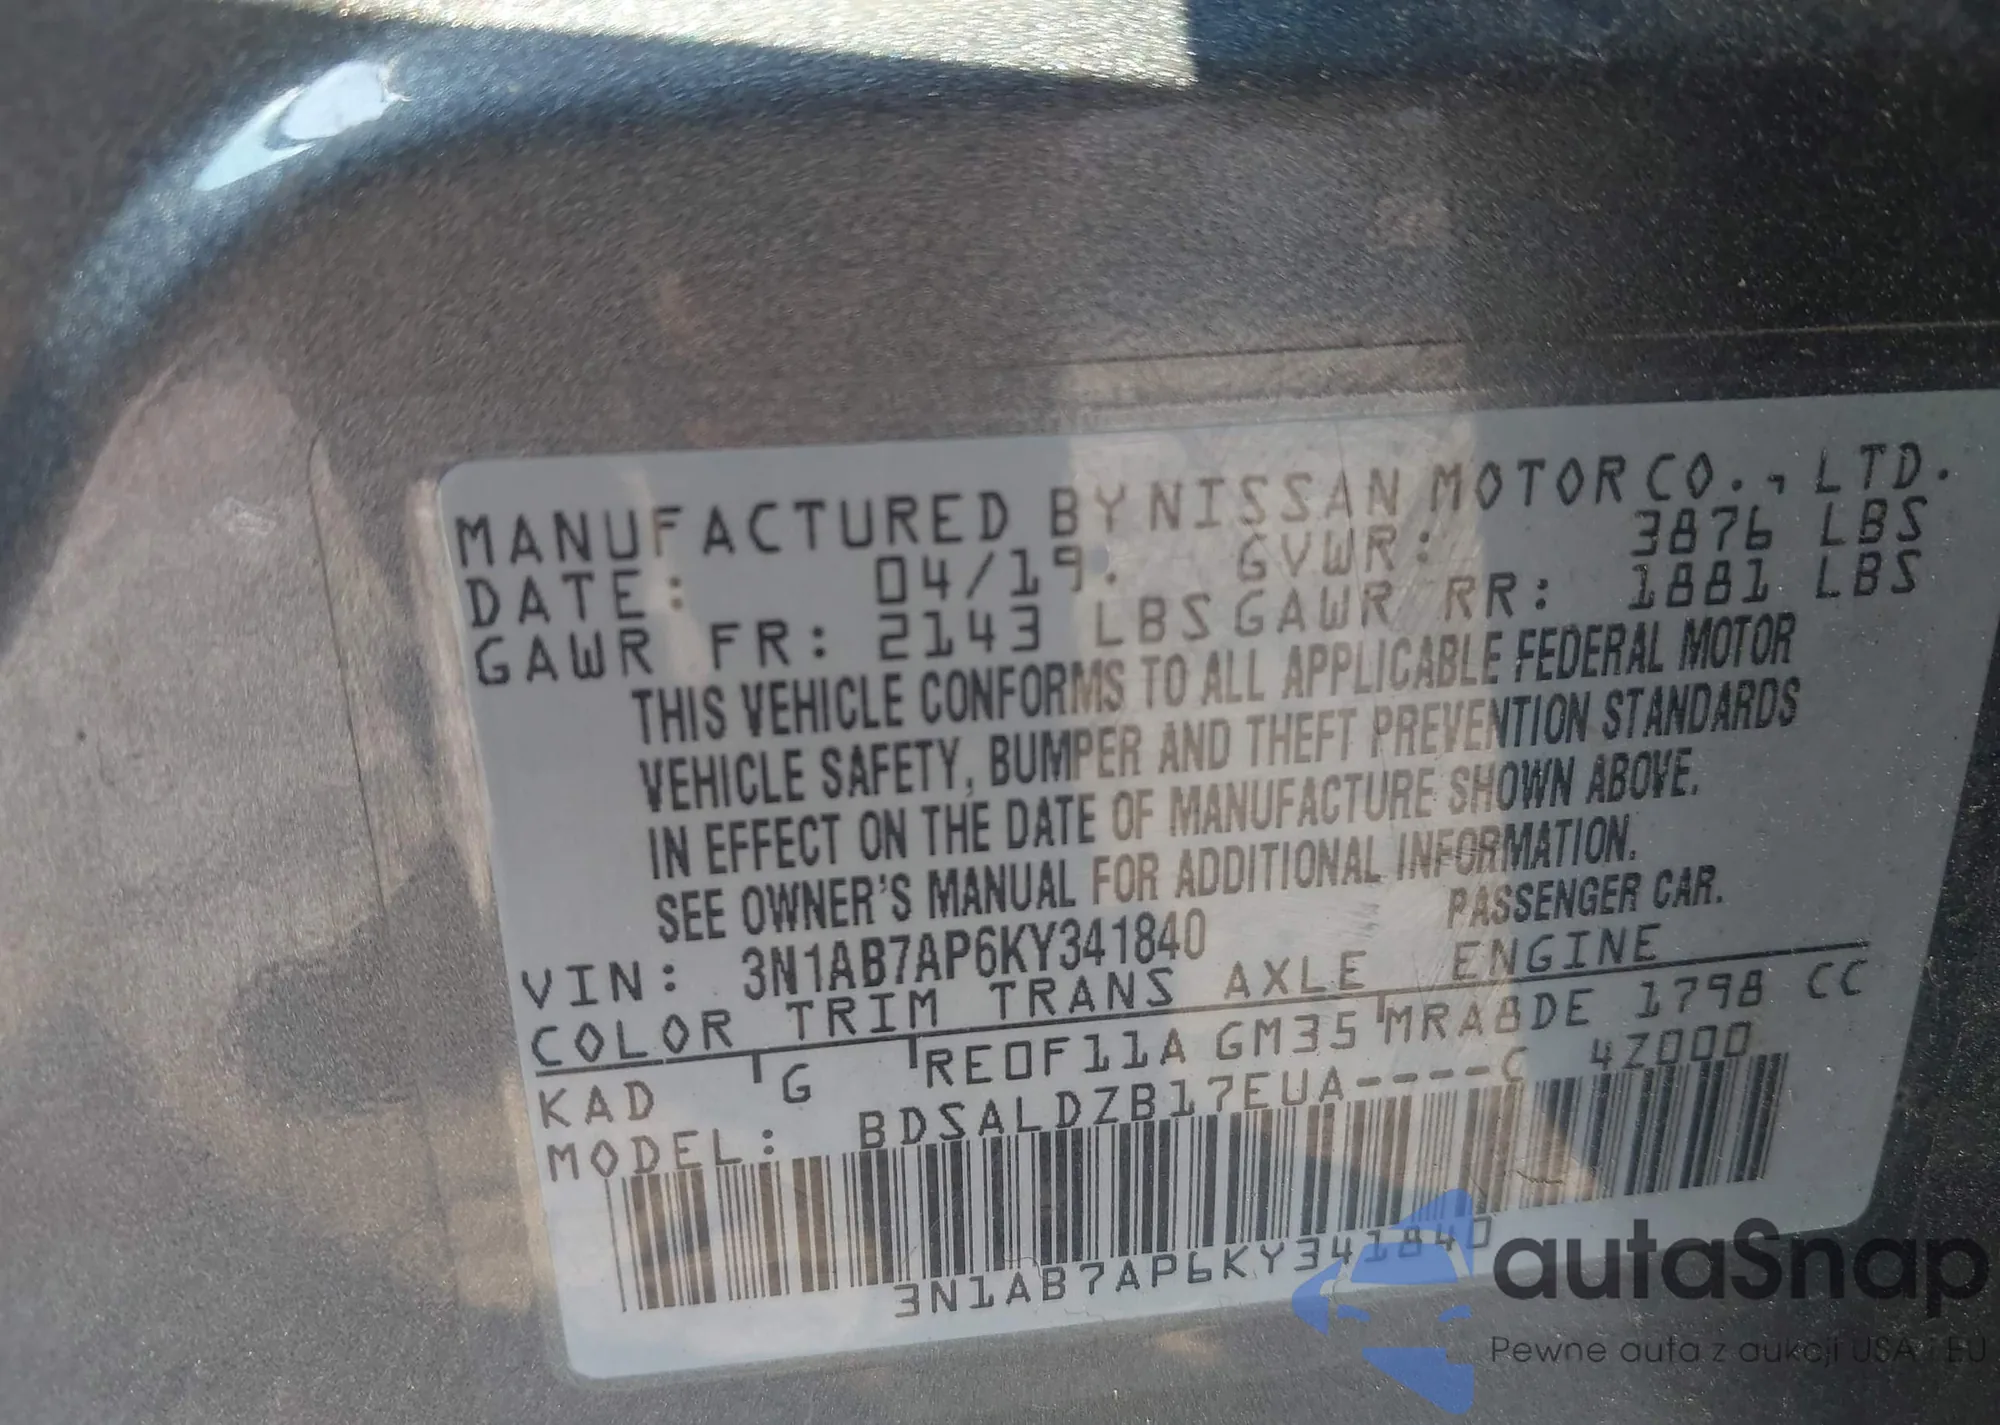 MANUFACTURED BY NISSAN MOTOR CO., LTD.
DATE: 04/19. GVWR: 3876 LBS
GAWR FR: 2143 LBS GAWR RR: 1881 LBS
THIS VEHICLE CONFORMS TO ALL APPLICABLE FEDERAL MOTOR
VEHICLE SAFETY, BUMPER AND THEFT PREVENTION STANDARDS
IN EFFECT ON THE DATE OF MANUFACTURE SHOWN ABOVE.
SEE OWNER'S MANUAL FOR ADDITIONAL INFORMATION.
VIN: 3N1AB7AP6KY341840 PASSENGER CAR.
COLOR TRIM TRANS AXLE ENGINE
KAD G RE0F11A GM35 MRA8DE 1798 CC
MODEL: BDSALDZB17EUA----C 4Z000
3N1AB7AP6KY341840
autaSnap
Pewne auta z aukcji USA i EU